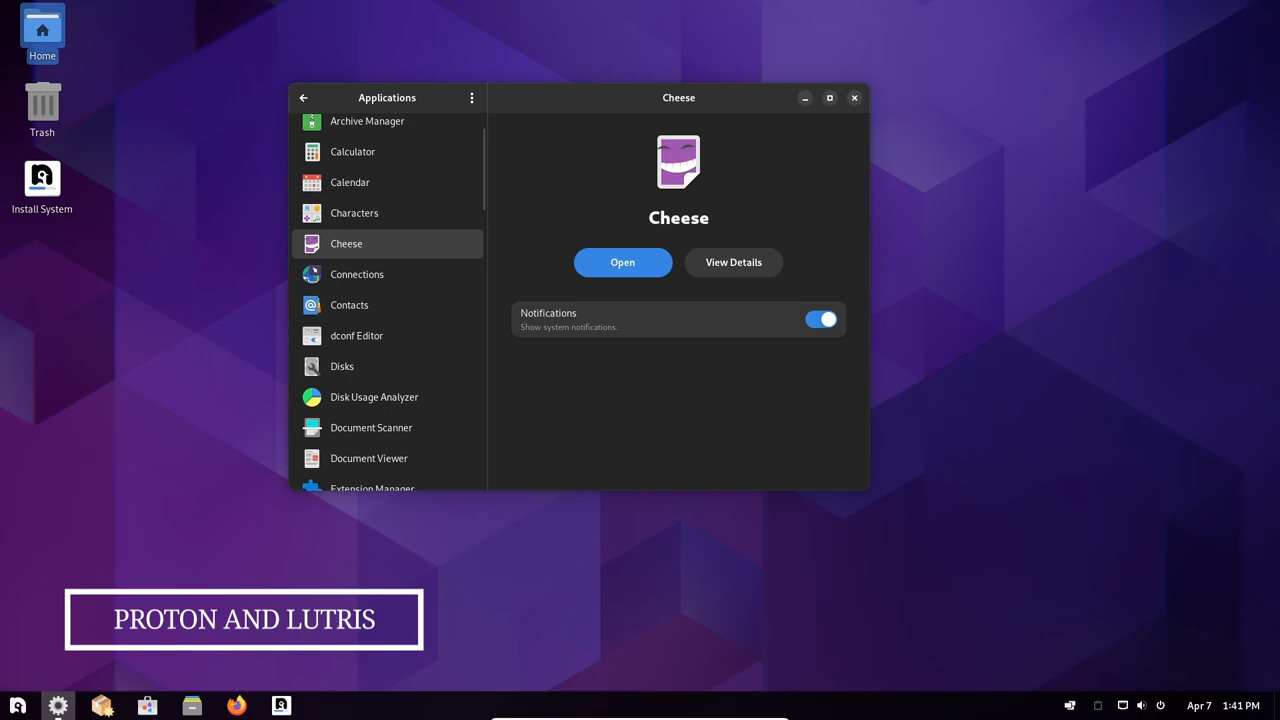 Home
Trash
Install System
Applications
Archive Manager
Calculator
Calendar
Characters
Cheese
Connections
Contacts
dconf Editor
Disks
Disk Usage Analyzer
Document Scanner
Document Viewer
Extension Manager
Cheese
Cheese
Open
View Details
Notifications
Show system notifications.
PROTON AND LUTRIS
Apr 7 1:41 PM